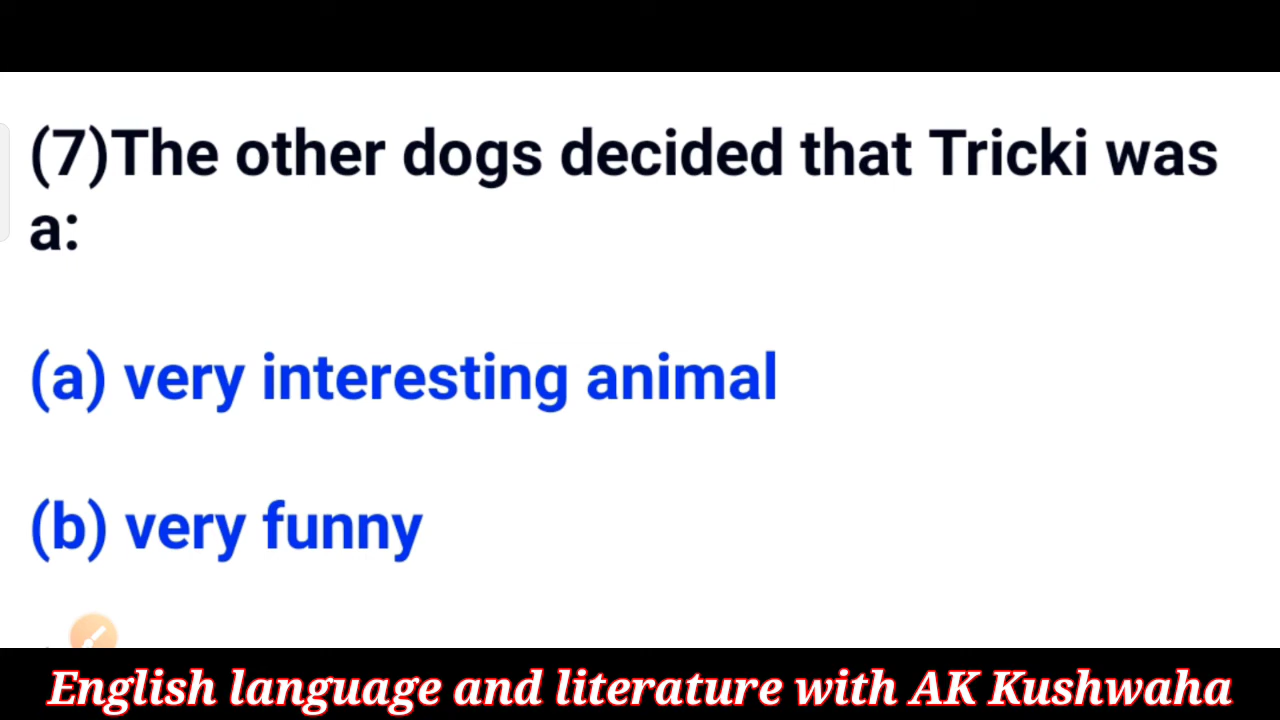 (7)The other dogs decided that Tricki was
a:
(a) very interesting animal
(b) very funny
English language and literature with AK Kushwaha